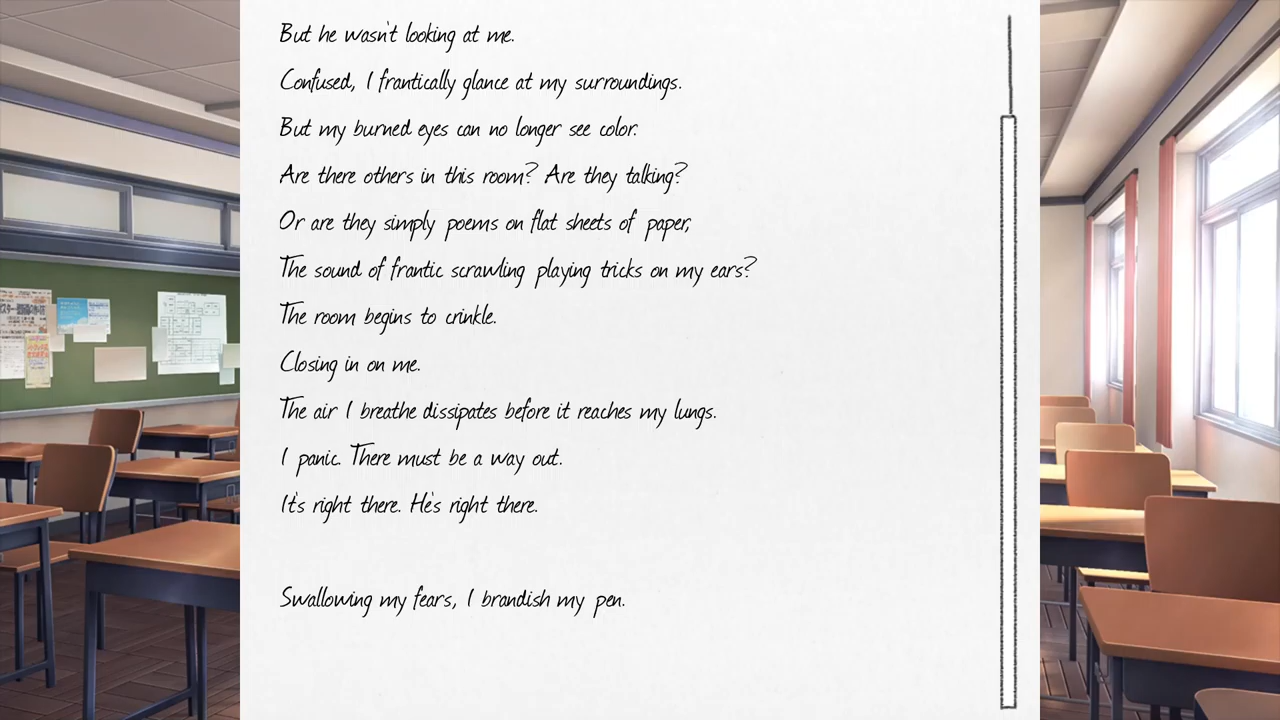 But he wasn't looking at me.
Confused, I frantically glance at my surroundings.
But my burned eyes can no longer see color.
Are there others in this room? Are they talking?
Or are they simply poems on flat sheets of paper,
The sound of frantic scrawling playing tricks on my ears?
The room begins to crinkle.
Closing in on me.
The air I breathe dissipates before it reaches my lungs.
I panic. There must be a way out.
It's right there. He's right there.
Swallowing my fears, I brandish my pen.